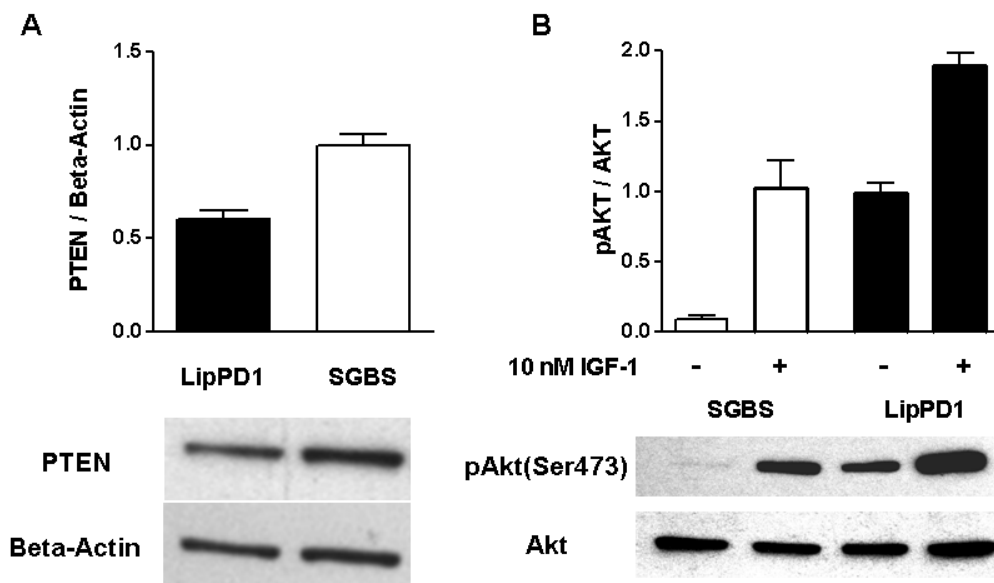 A
PTEN / Beta-Actin
1.5
1.0
0.5
0.0
LipPD1 SGBS
PTEN
Beta-Actin
B
pAKT / AKT
2.0
1.5
1.0
0.5
0.0
10 nM IGF-1 - + - +
SGBS LipPD1
pAkt(Ser473)
Akt